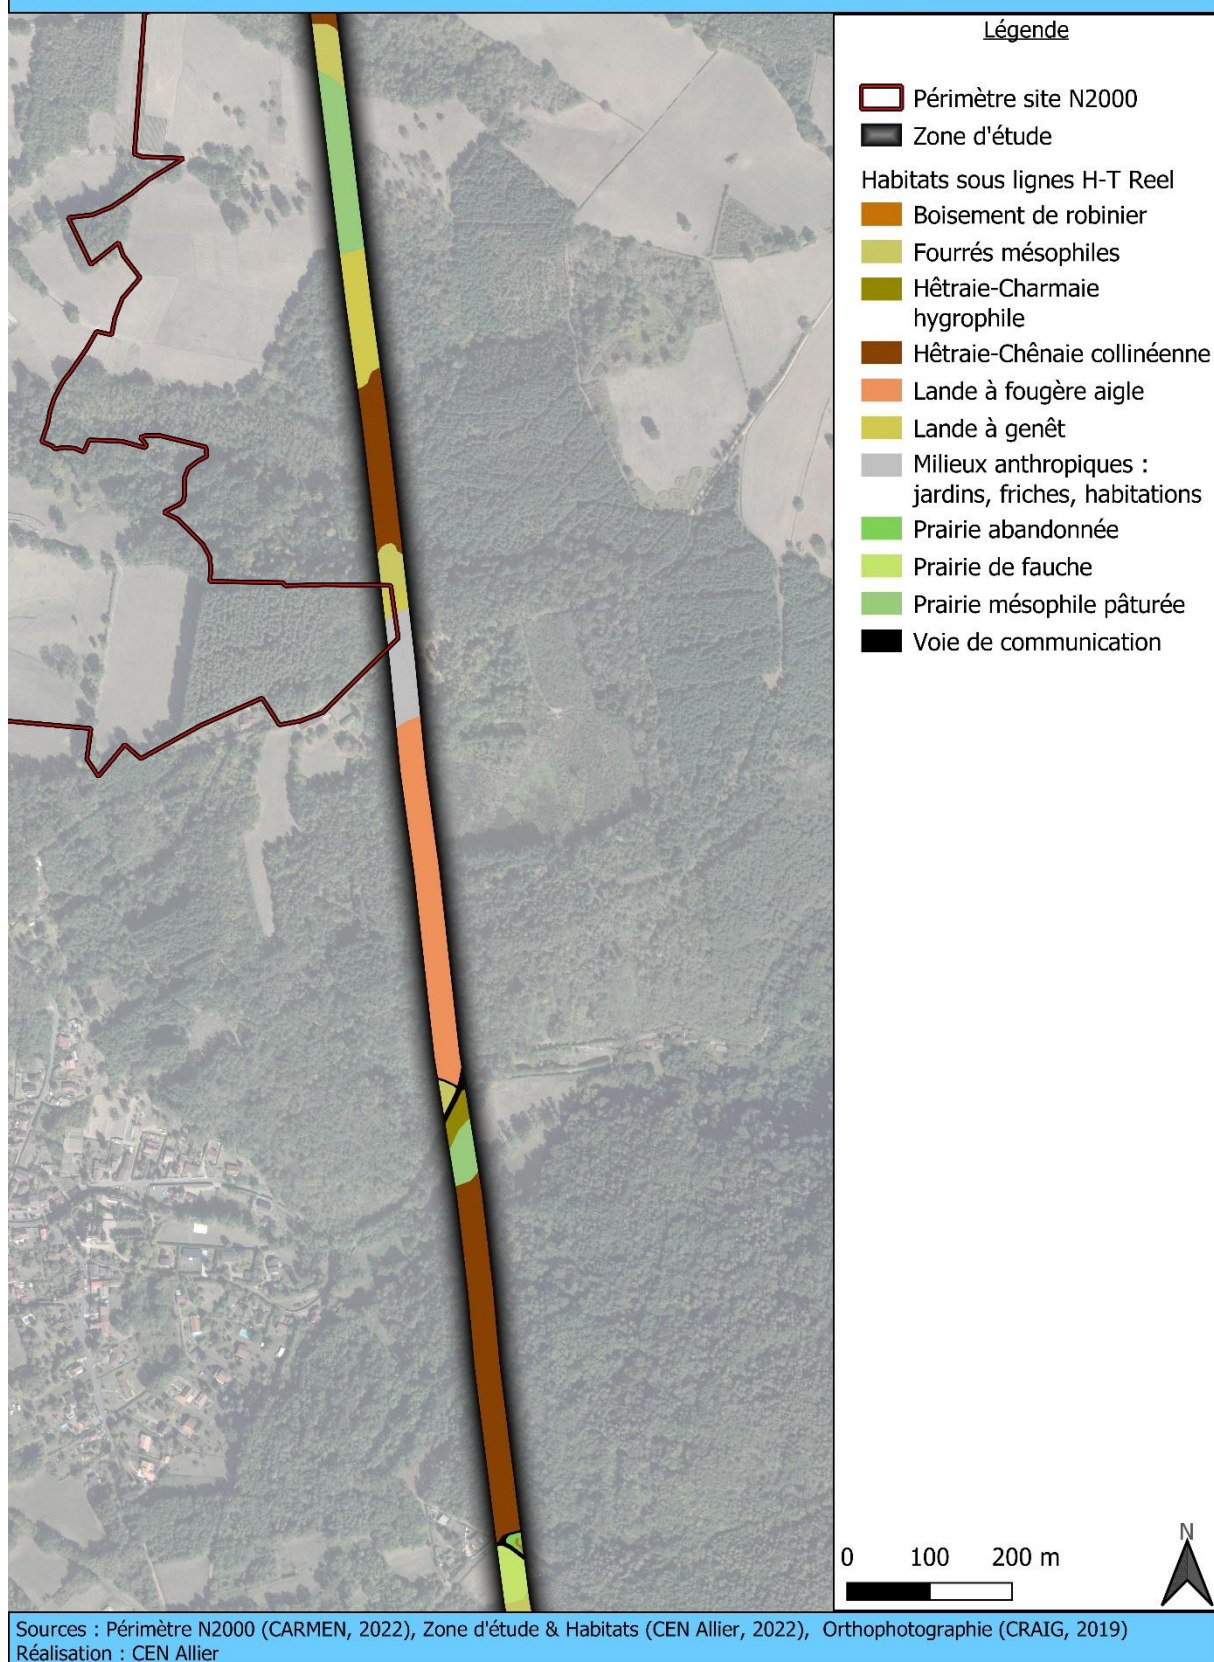 Légende
Périmètre site N2000
Zone d'étude
Habitats sous lignes H-T Reel
Boisement de robinier
Fourrés mésophiles
Hêtraie-Charmaie
hygrophile
Hêtraie-Chênaie collinéenne
Lande à fougère aigle
Lande à genêt
Milieux anthropiques :
jardins, friches, habitations
Prairie abandonnée
Prairie de fauche
Prairie mésophile pâturée
Voie de communication
N
0 100 200 m
Sources : Périmètre N2000 (CARMEN, 2022), Zone d'étude & Habitats (CEN Allier, 2022), Orthophotographie (CRAIG, 2019)
Réalisation : CEN Allier